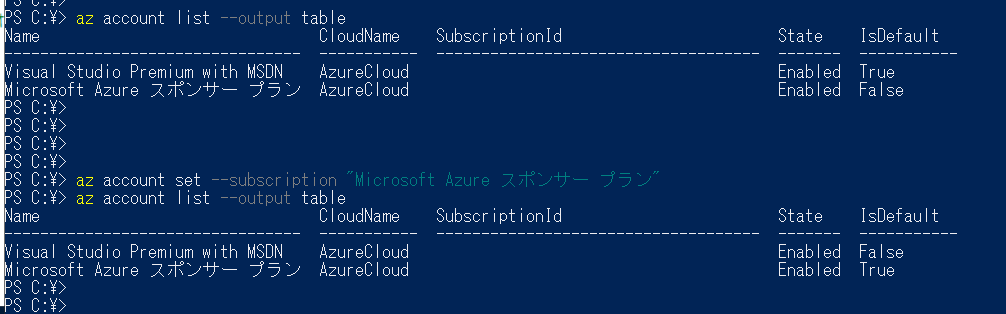 PS C:\> az account list --output table
Name                             CloudName    SubscriptionId                        State    IsDefault
-------------------------------  -----------  ------------------------------------  -------  -----------
Visual Studio Premium with MSDN  AzureCloud                                         Enabled  True
Microsoft Azure スポンサー プラン  AzureCloud                                         Enabled  False
PS C:\>
PS C:\>
PS C:\>
PS C:\>
PS C:\> az account set --subscription "Microsoft Azure スポンサー プラン"
PS C:\> az account list --output table
Name                             CloudName    SubscriptionId                        State    IsDefault
-------------------------------  -----------  ------------------------------------  -------  -----------
Visual Studio Premium with MSDN  AzureCloud                                         Enabled  False
Microsoft Azure スポンサー プラン  AzureCloud                                         Enabled  True
PS C:\>
PS C:\>